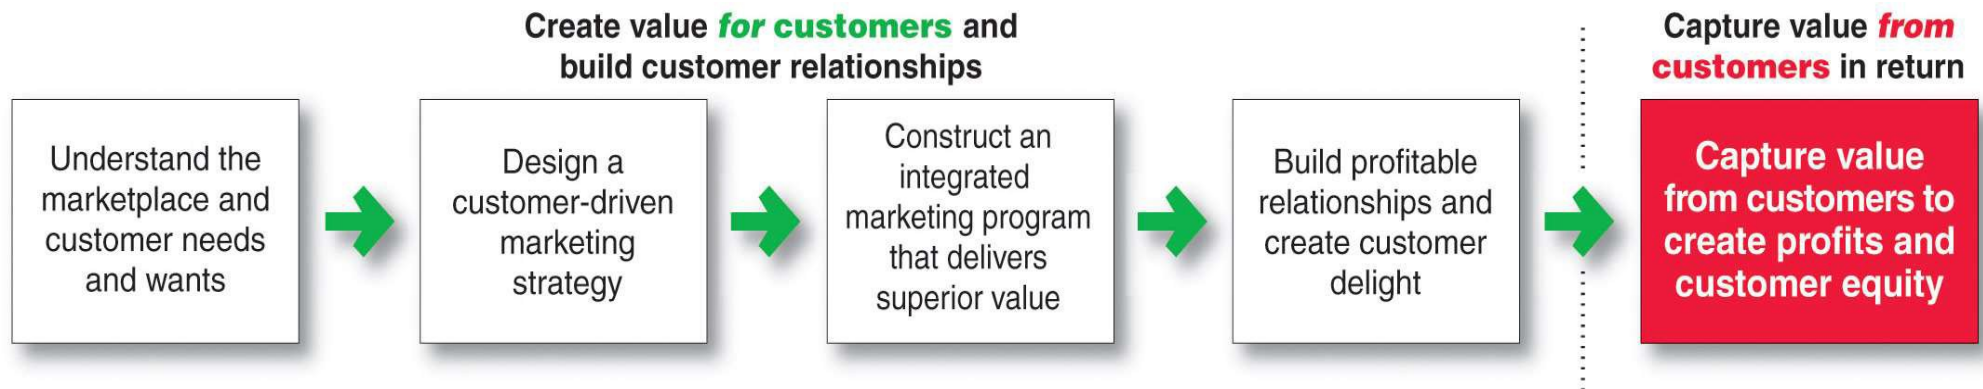 Create value for customers and
build customer relationships
Capture value from
customers in return
Understand the
marketplace and
customer needs
and wants
Design a
customer-driven
marketing
strategy
Construct an
integrated
marketing program
that delivers
superior value
Build profitable
relationships and
create customer
delight
Capture value
from customers to
create profits and
customer equity